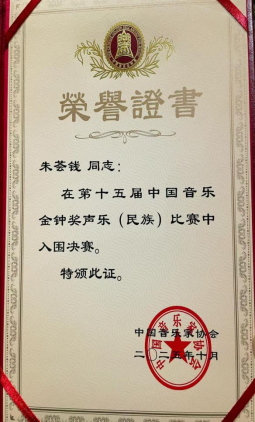 榮譽證書
朱荟钱 同志：
在第十五届中国音乐
金钟奖声乐（民族）比赛中
入围决赛。
特颁此证。
中国音乐家协会
二〇二五年十月